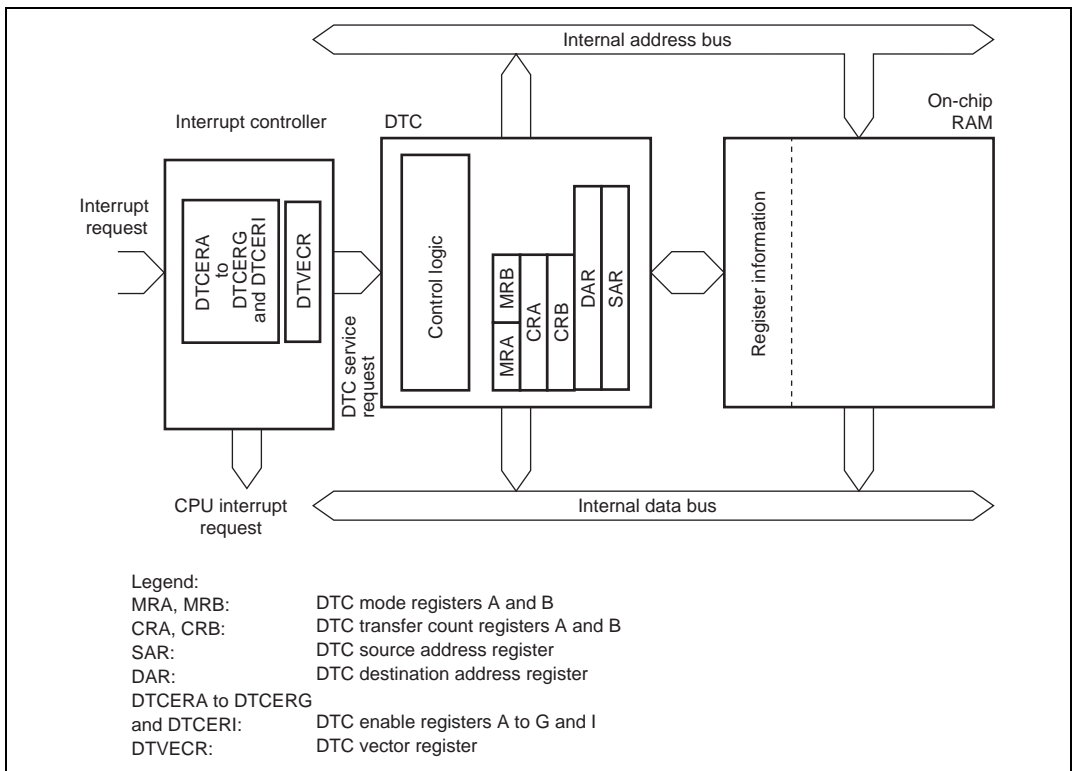 Internal address bus
Interrupt controller
DTC
On-chip
RAM
Interrupt
request
DTCERA
to
DTCERG
and DTCERI
DTVECR
DTC service
request
Control logic
MRA
MRB
CRA
CRB
DAR
SAR
Register information
CPU interrupt
request
Internal data bus
Legend:
MRA, MRB: DTC mode registers A and B
CRA, CRB: DTC transfer count registers A and B
SAR: DTC source address register
DAR: DTC destination address register
DTCERA to DTCERG
and DTCERI: DTC enable registers A to G and I
DTVECR: DTC vector register